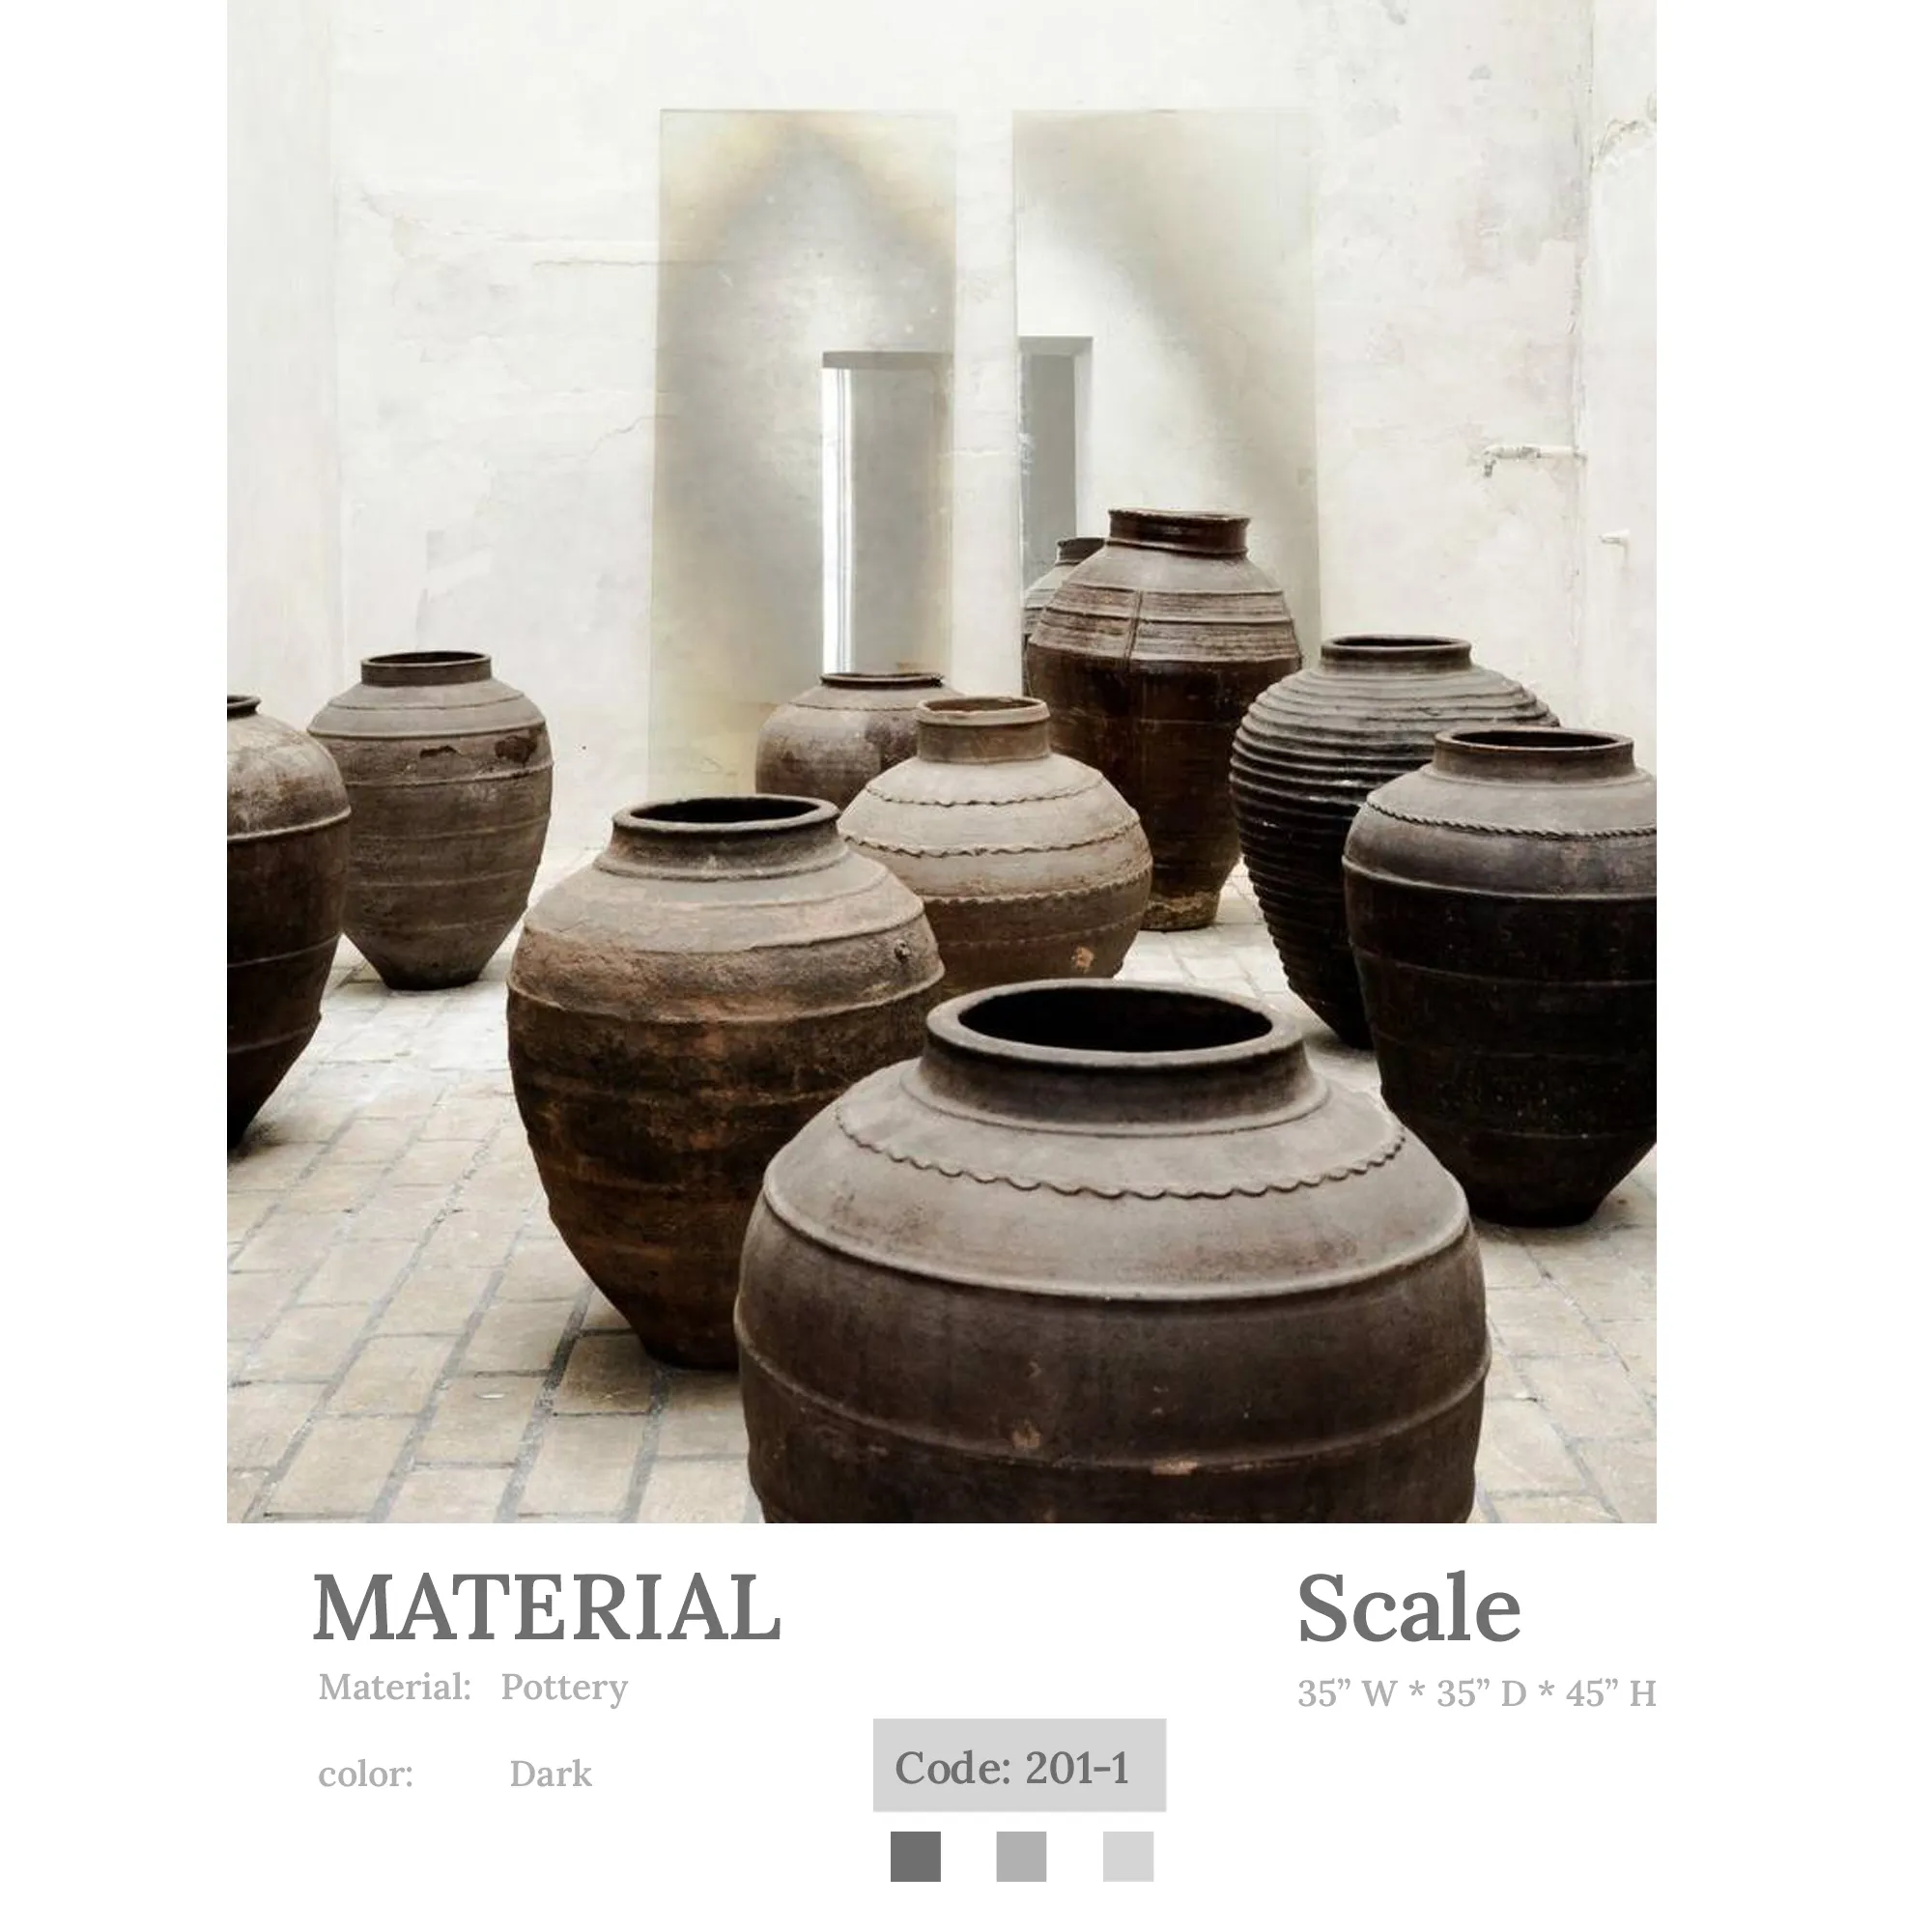 MATERIAL
Material: Pottery
color: Dark
Code: 201-1
Scale
35” W * 35” D * 45” H